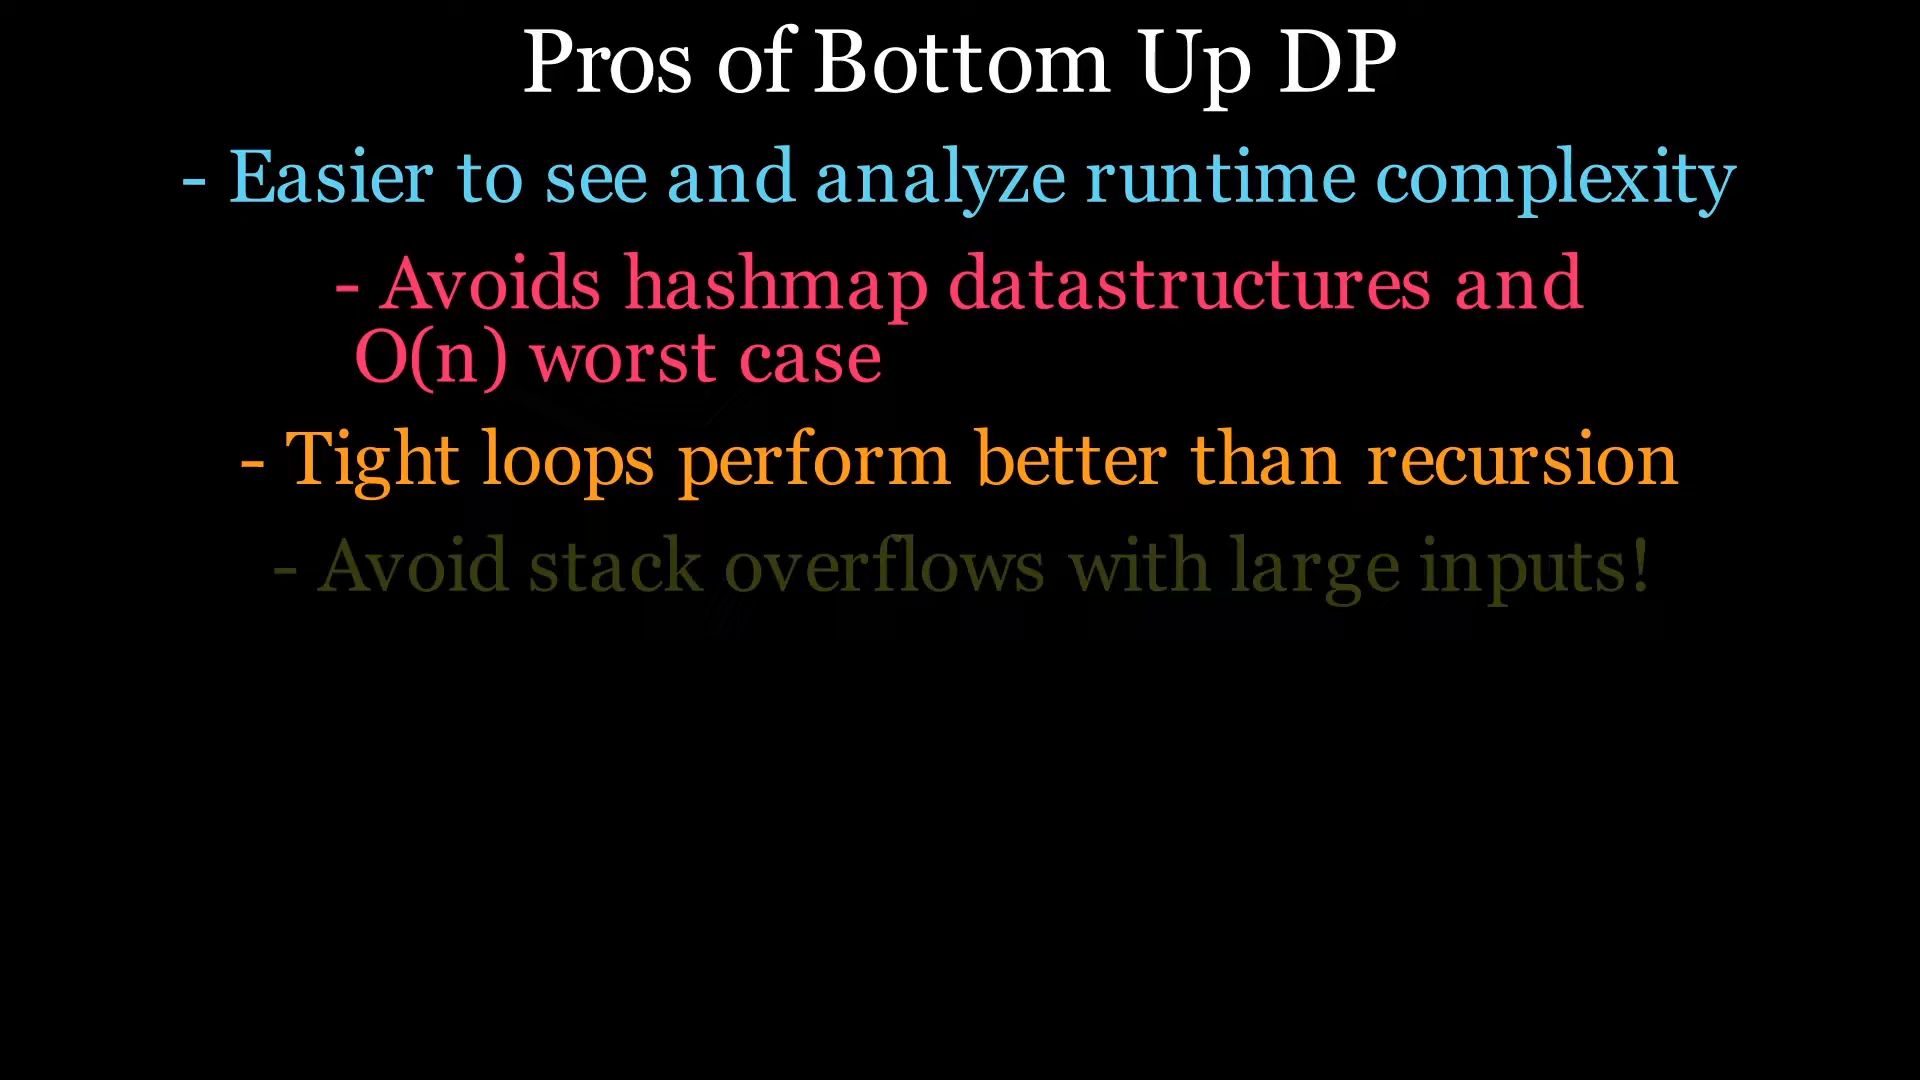 Pros of Bottom Up DP
- Easier to see and analyze runtime complexity
- Avoids hashmap datastructures and
O(n) worst case
- Tight loops perform better than recursion
- Avoid stack overflows with large inputs!